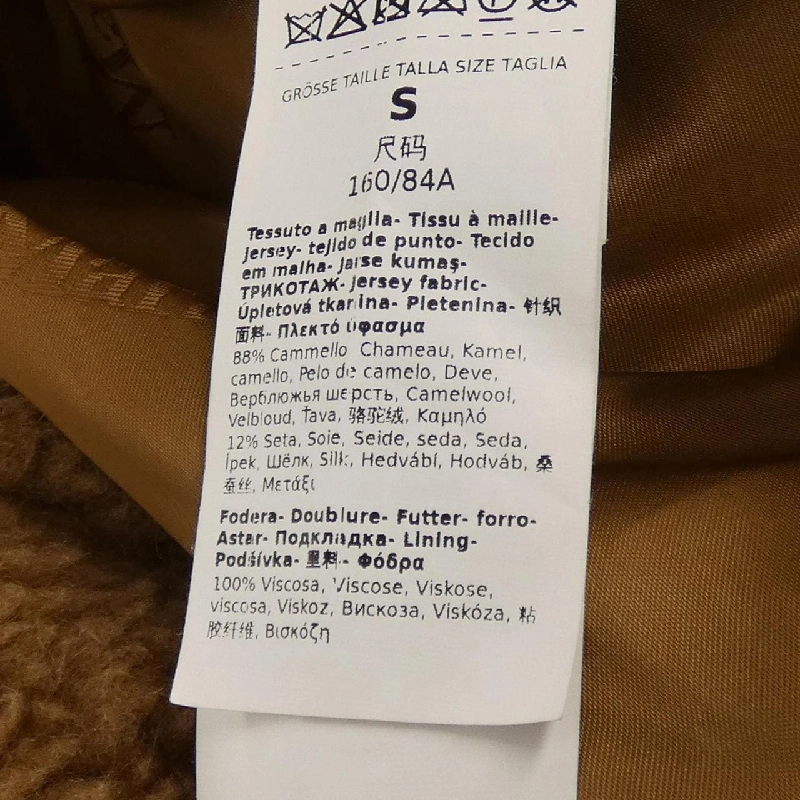 GRÖSSE TAILLE TALLA SIZE TAGLIA
S
尺码
160/84A
Tessuto a maglia- Tissu à maille-
Jersey- tejido de punto- Tecido
em malha- Jarse kumaş-
ТРИКОТАЖ- Jersey fabric-
Úpletová tkanina- Pletenina- 针织
面料- Πλεκτό ύφασμα
88% Cammello Chameau, Kamel,
camello, Pelo de camelo, Deve,
Верблюжья шерсть, Camelwool,
Velbloud, Ťava, 骆驼绒, Καμηλό
12% Seta, Soie, Seide, seda, Seda,
İpek, Шёлк, Silk, Hedvábí, Hodváb, 桑
蚕丝, Μετάξι
Fodera- Doublure- Futter- forro-
Astar- Подкладка- Lining-
Podšívka- 里料- Φόδρα
100% Viscosa, Viscose, Viskose,
viscosa, Viskoz, Вискоза, Viskóza, 粘
胶纤维, Βισκόζη